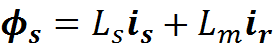 𝝓ₛ = Lₛ𝒊ₛ + Lₘ𝒊ᵣ